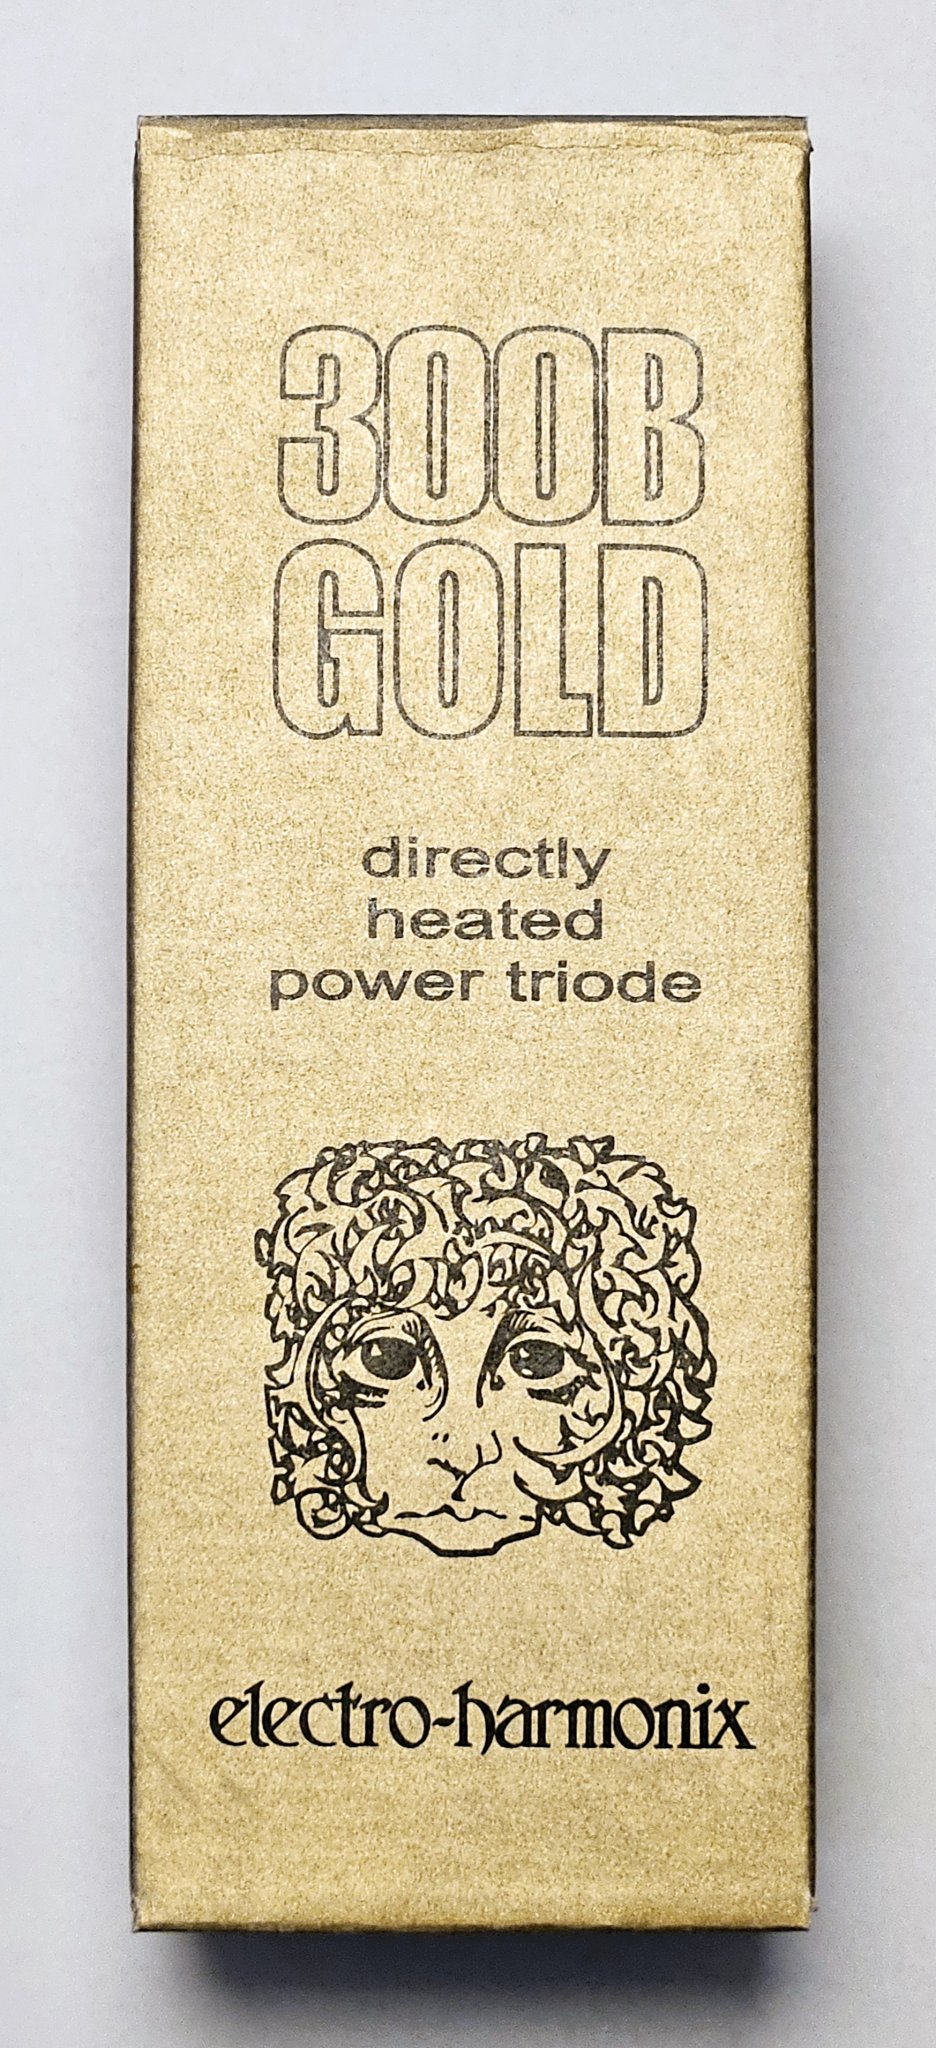 300B
GOLD
directly
heated
power triode
electro-harmonix